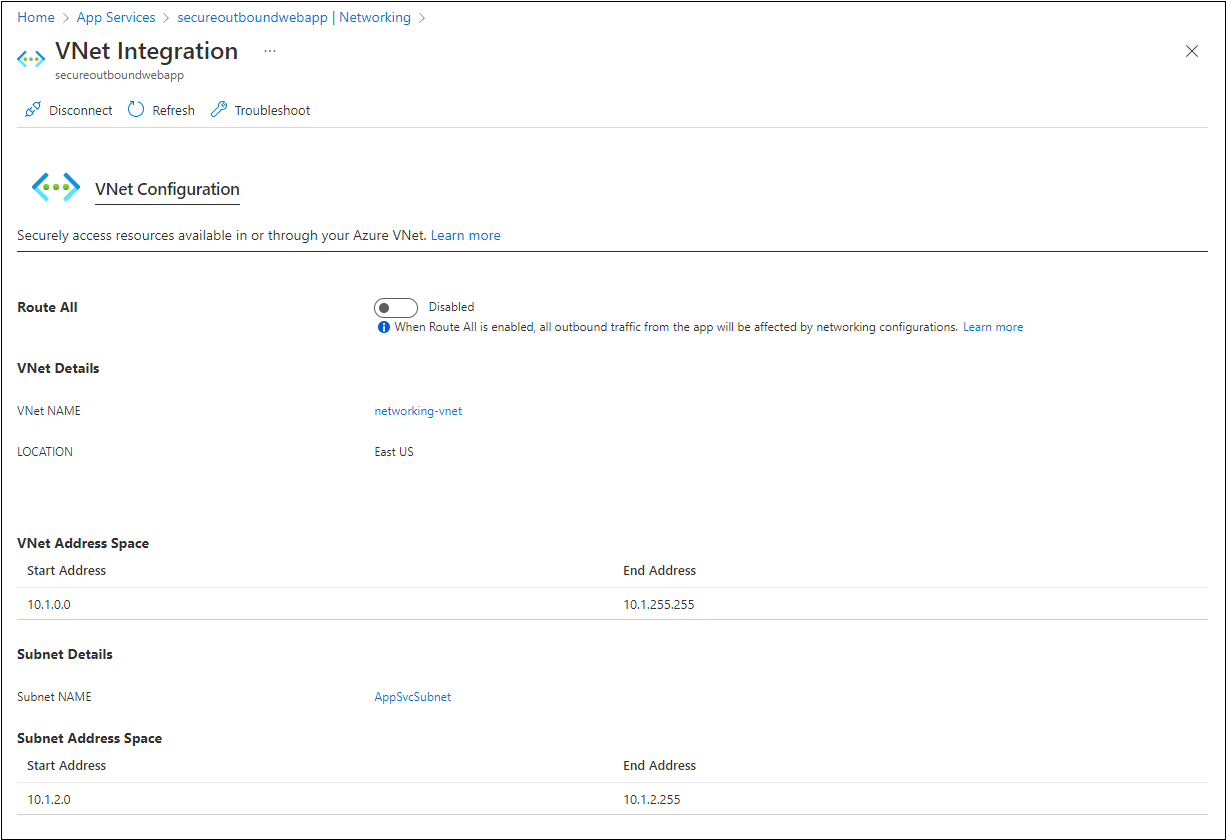 Home > App Services > secureoutboundwebapp | Networking >
VNet Integration ...
secureoutboundwebapp
Disconnect Refresh Troubleshoot
VNet Configuration
Securely access resources available in or through your Azure VNet. Learn more
Route All Disabled
When Route All is enabled, all outbound traffic from the app will be affected by networking configurations. Learn more
VNet Details
VNet NAME networking-vnet
LOCATION East US
VNet Address Space
Start Address End Address
10.1.0.0 10.1.255.255
Subnet Details
Subnet NAME AppSvcSubnet
Subnet Address Space
Start Address End Address
10.1.2.0 10.1.2.255